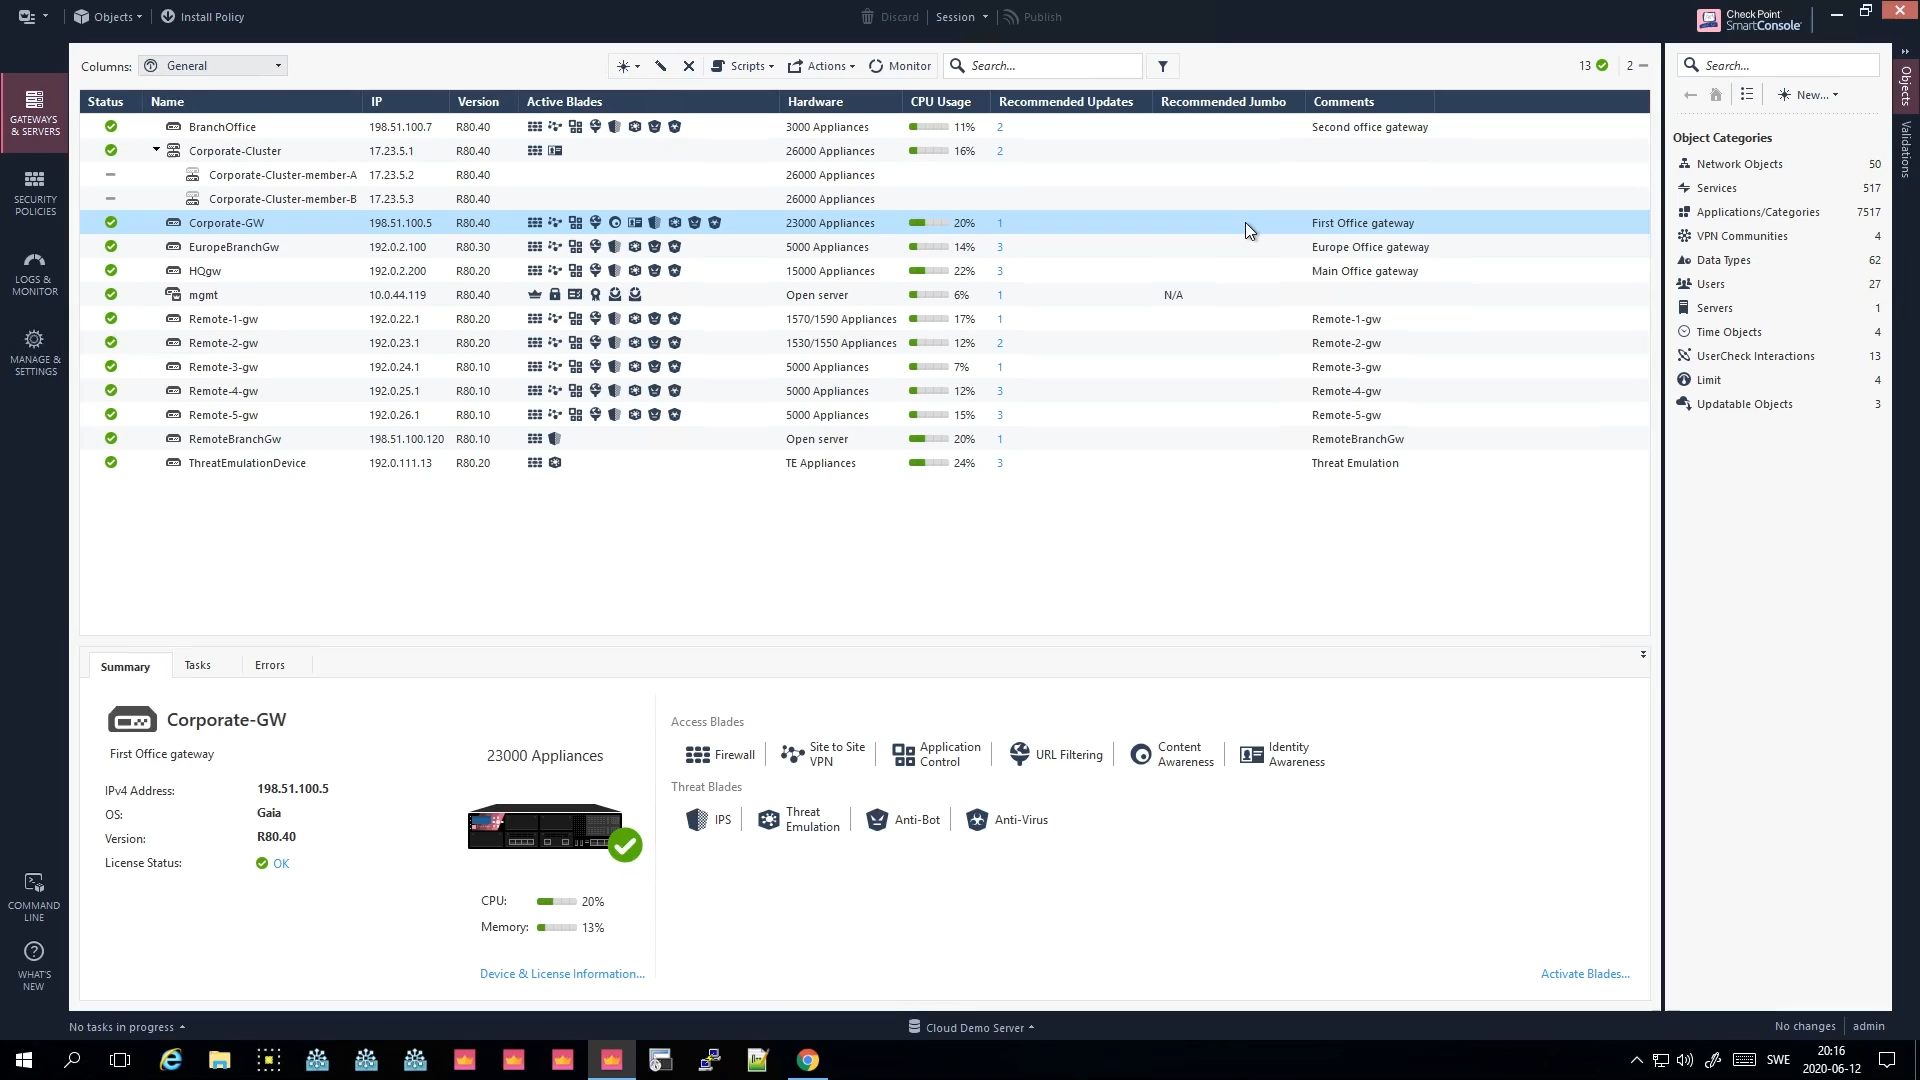 Objects
Install Policy
Discard
Session
Publish
Check Point
SmartConsole
Columns:
General
Scripts
Actions
Monitor
Search...
13
2
Status Name IP Version Active Blades Hardware CPU Usage Recommended Updates Recommended Jumbo Comments
BranchOffice 198.51.100.7 R80.40 3000 Appliances 11% 2 Second office gateway
Corporate-Cluster 17.23.5.1 R80.40 26000 Appliances 16% 2
Corporate-Cluster-member-A 17.23.5.2 R80.40 26000 Appliances
Corporate-Cluster-member-B 17.23.5.3 R80.40 26000 Appliances
Corporate-GW 198.51.100.5 R80.40 23000 Appliances 20% 1 First Office gateway
EuropeBranchGw 192.0.2.100 R80.30 5000 Appliances 14% 3 Europe Office gateway
HQgw 192.0.2.200 R80.20 15000 Appliances 22% 3 Main Office gateway
mgmt 10.0.44.119 R80.40 Open server 6% 1 N/A
Remote-1-gw 192.0.22.1 R80.20 1570/1590 Appliances 17% 1 Remote-1-gw
Remote-2-gw 192.0.23.1 R80.20 1530/1550 Appliances 12% 2 Remote-2-gw
Remote-3-gw 192.0.24.1 R80.10 5000 Appliances 7% 1 Remote-3-gw
Remote-4-gw 192.0.25.1 R80.10 5000 Appliances 12% 3 Remote-4-gw
Remote-5-gw 192.0.26.1 R80.10 5000 Appliances 15% 3 Remote-5-gw
RemoteBranchGw 198.51.100.120 R80.10 Open server 20% 1 RemoteBranchGw
ThreatEmulationDevice 192.0.111.13 R80.20 TE Appliances 24% 3 Threat Emulation
GATEWAYS
& SERVERS
SECURITY
POLICIES
LOGS &
MONITOR
MANAGE &
SETTINGS
COMMAND
LINE
WHAT'S
NEW
Summary
Tasks
Errors
Corporate-GW
First Office gateway
IPv4 Address: 198.51.100.5
OS: Gaia
Version: R80.40
License Status: OK
23000 Appliances
CPU: 20%
Memory: 13%
Device & License Information...
Access Blades
Firewall
Site to Site
VPN
Application
Control
URL Filtering
Content
Awareness
Identity
Awareness
Threat Blades
IPS
Threat
Emulation
Anti-Bot
Anti-Virus
Activate Blades...
Search...
New...
Object Categories
Network Objects 50
Services 517
Applications/Categories 7517
VPN Communities 4
Data Types 62
Users 27
Servers 1
Time Objects 4
UserCheck Interactions 13
Limit 4
Updatable Objects 3
Objects
Validations
No tasks in progress
Cloud Demo Server
No changes
admin
SWE
20:16
2020-06-12